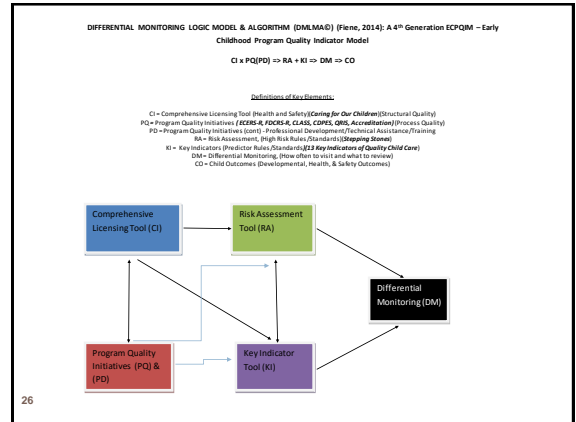 DIFFERENTIAL MONITORING LOGIC MODEL & ALGORITHM (DMLMA©) (Fiene, 2014): A 4th Generation ECPQIM – Early
Childhood Program Quality Indicator Model
CI x PQ(PD) => RA + KI => DM => CO
Definitions of Key Elements:
CI = Comprehensive Licensing Tool (Health and Safety)(Caring for Our Children)(Structural Quality)
PQ = Program Quality Initiatives (ECERS-R, FDCRS-R, CLASS, CDPES, QRIS, Accreditation) (Process Quality)
PD = Program Quality Initiatives (cont) - Professional Development/Technical Assistance/Training
RA = Risk Assessment, (High Risk Rules/Standards)(Stepping Stones)
KI = Key Indicators (Predictor Rules/Standards)(13 Key Indicators of Quality Child Care)
DM = Differential Monitoring, (How often to visit and what to review)
CO = Child Outcomes (Developmental, Health, & Safety Outcomes)
Comprehensive
Licensing Tool (CI)
Risk Assessment
Tool (RA)
Differential
Monitoring (DM)
Program Quality
Initiatives (PQ) &
(PD)
Key Indicator
Tool (KI)
26